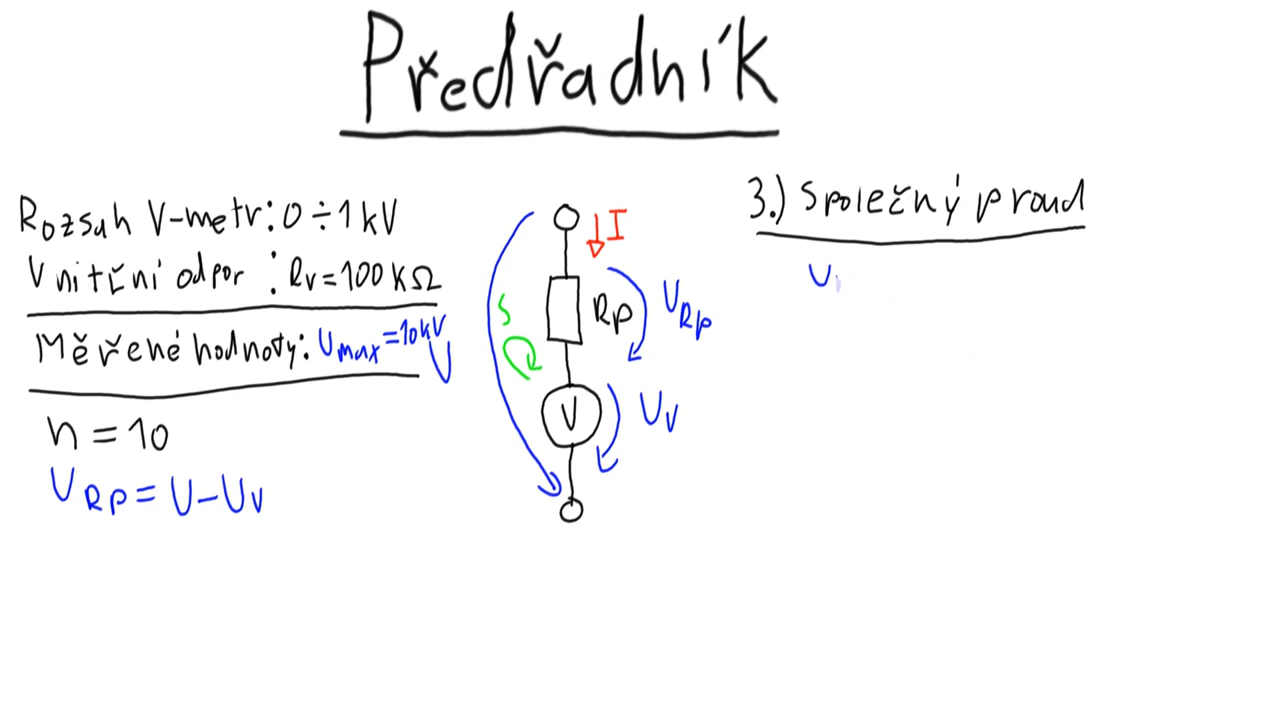 Předřadník
Rozsah V-metr: 0 ÷ 1 kV
Vnitřní odpor : Rv = 100 kΩ
Měřené hodnoty: Umax = 10 kV
U
n = 10
URp = U - Uv
I
S
Rp
URp
V
Uv
3.) Společný proud
U